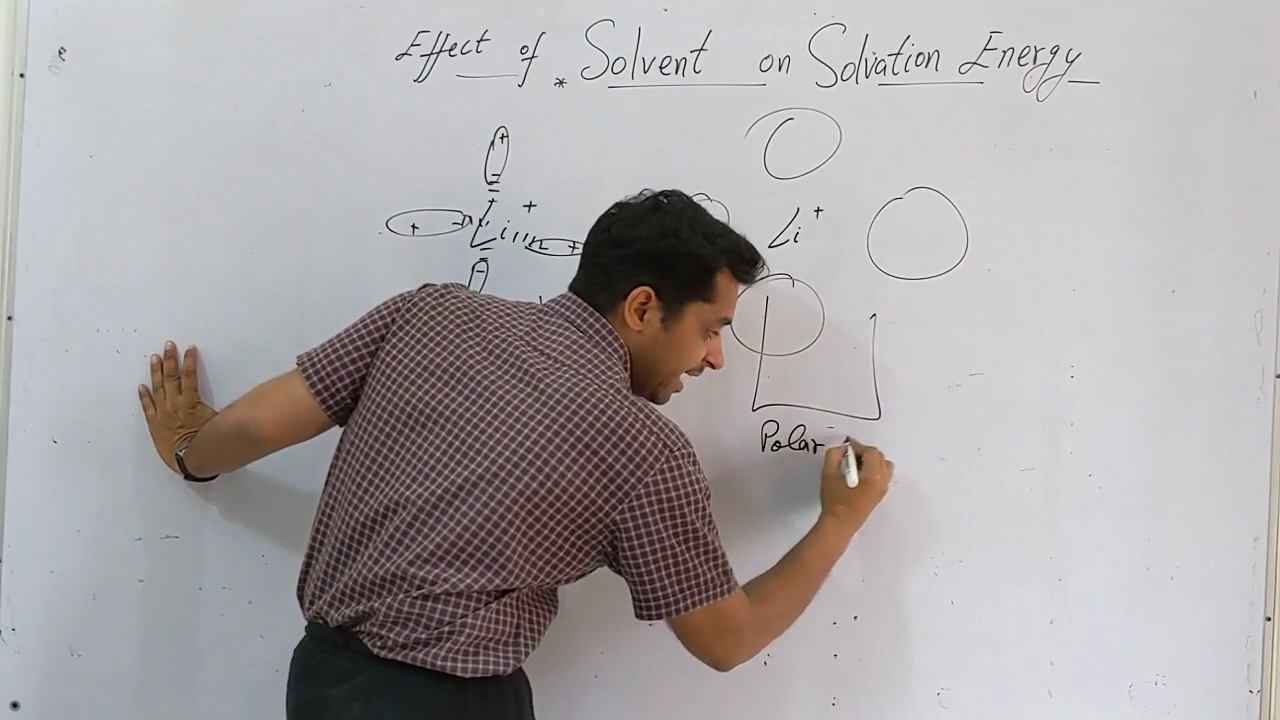 Effect of * Solvent on Solvation Energy
+
-
+ - Li + - +
-
Li +
Polar -